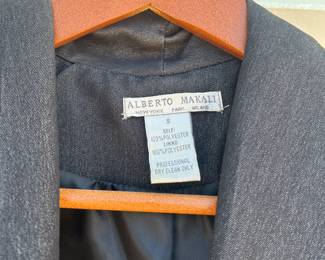 ALBERTO MAKALI
NEW YORK PARIS MILANO
8
SELF:
100% POLYESTER
LINING:
100% POLYESTER
PROFESSIONAL
DRY CLEAN ONLY